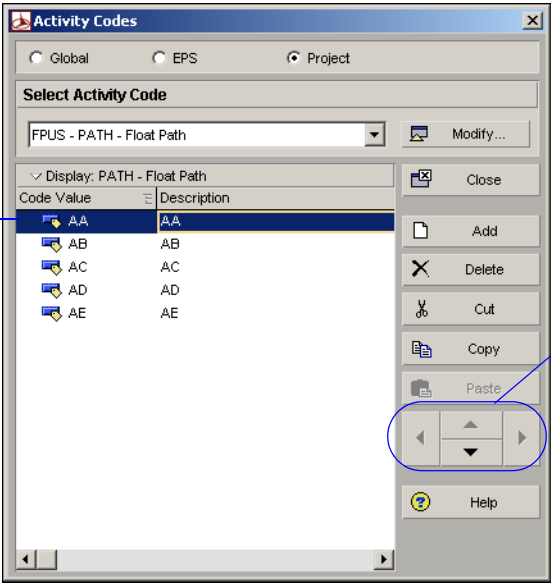 Activity Codes
Global EPS Project
Select Activity Code
FPUS - PATH - Float Path Modify...
Display: PATH - Float Path Close
Code Value Description
AA AA Add
AB AB
AC AC Delete
AD AD
AE AE Cut
Copy
Paste
Help